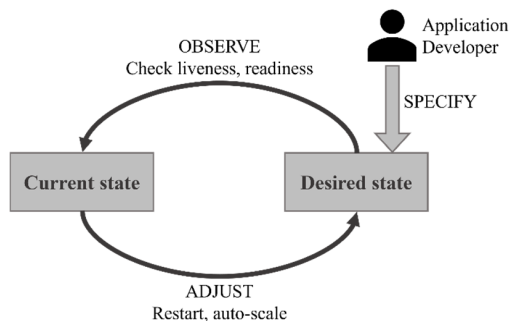 Application
Developer
OBSERVE
Check liveness, readiness
SPECIFY
Current state
Desired state
ADJUST
Restart, auto-scale